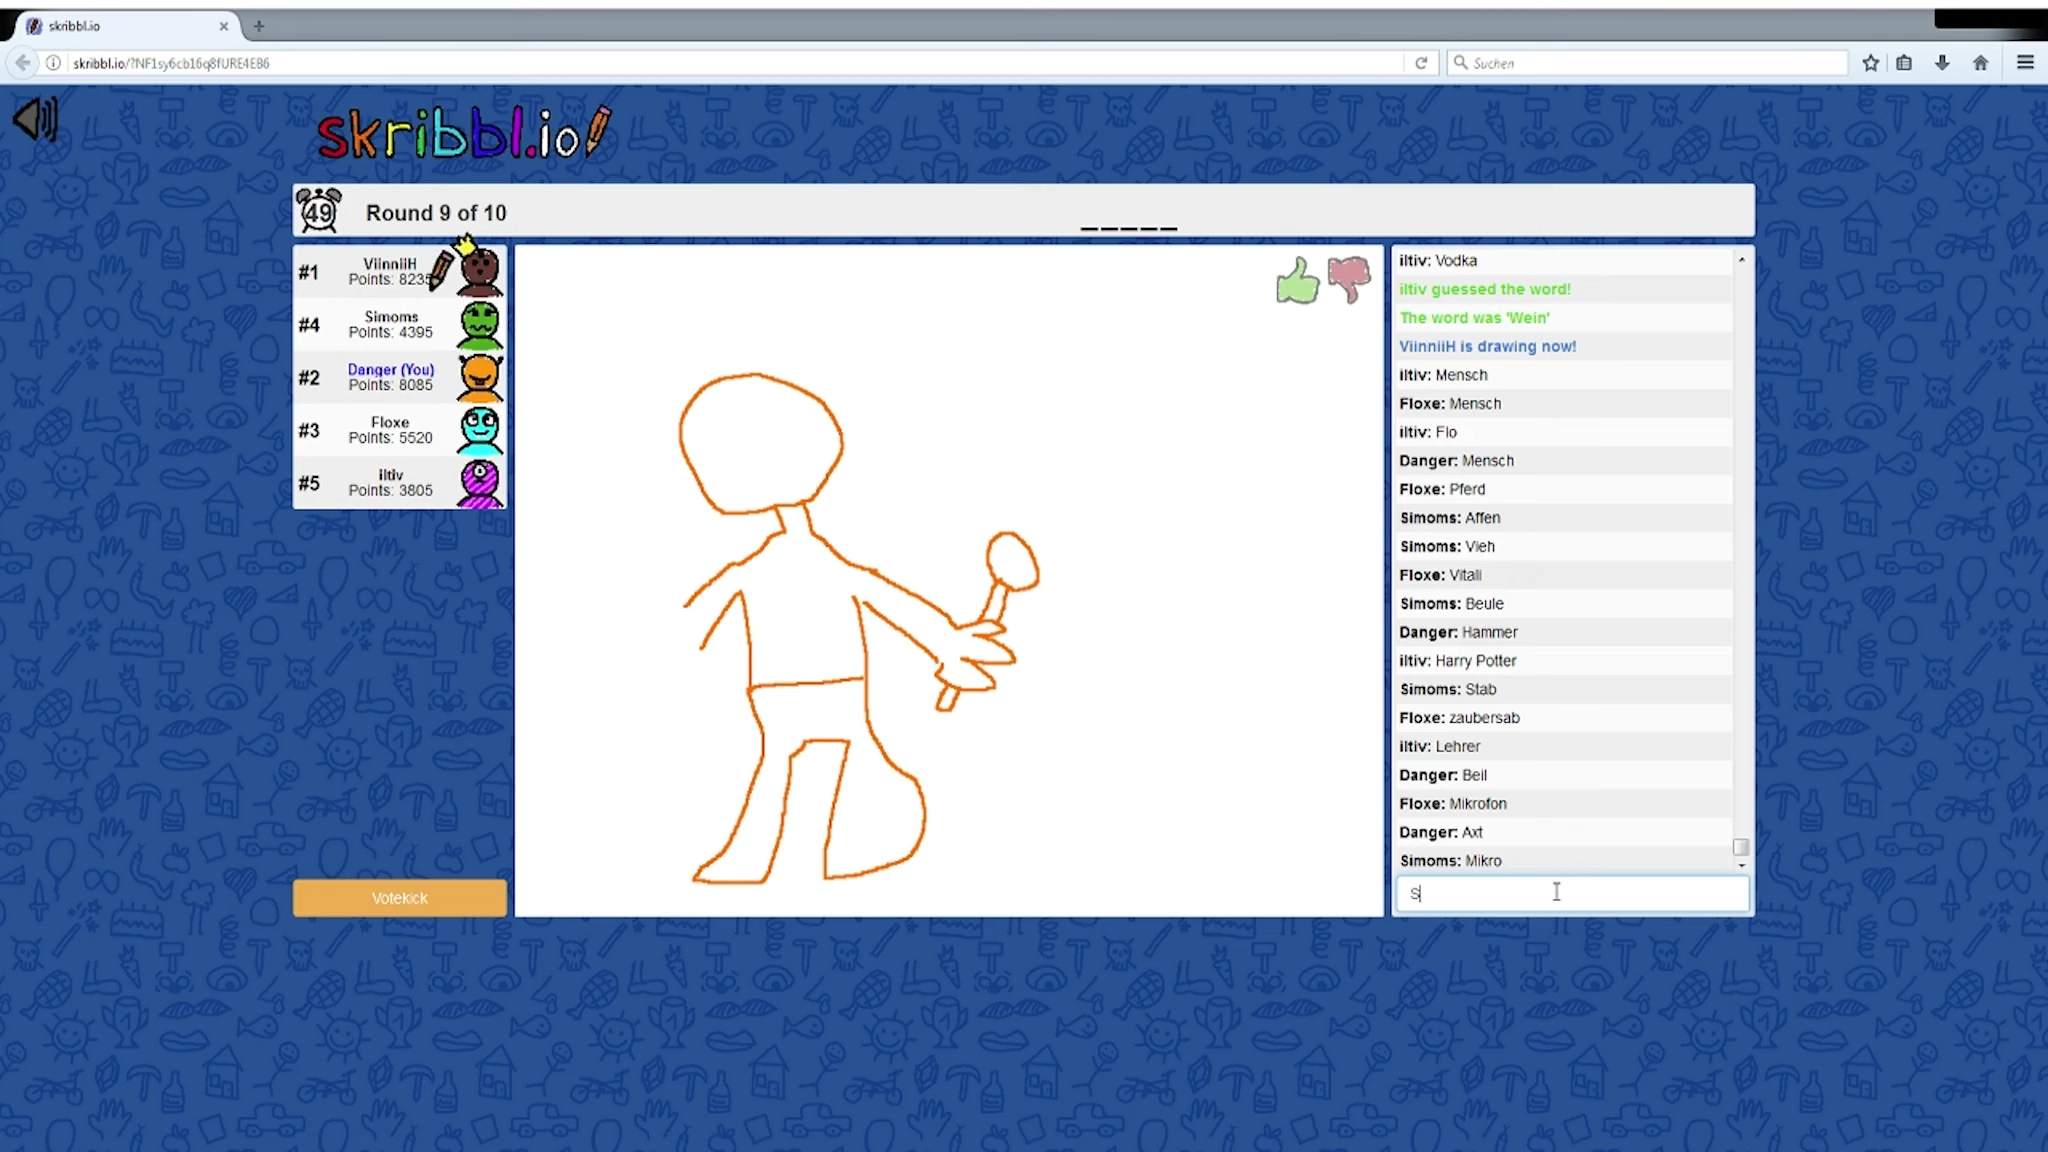 skribbl.io
skribbl.io/?NF1sy6cb16q8fURE4EB6
Suchen
skribbl.io
49
Round 9 of 10
_____
#1
ViinniiH
Points: 8235
#4
Simoms
Points: 4395
#2
Danger (You)
Points: 8085
#3
Floxe
Points: 5520
#5
iltiv
Points: 3805
Votekick
iltiv: Vodka
iltiv guessed the word!
The word was 'Wein'
ViinniiH is drawing now!
iltiv: Mensch
Floxe: Mensch
iltiv: Flo
Danger: Mensch
Floxe: Pferd
Simoms: Affen
Simoms: Vieh
Floxe: Vitali
Simoms: Beule
Danger: Hammer
iltiv: Harry Potter
Simoms: Stab
Floxe: zaubersab
iltiv: Lehrer
Danger: Beil
Floxe: Mikrofon
Danger: Axt
Simoms: Mikro
S